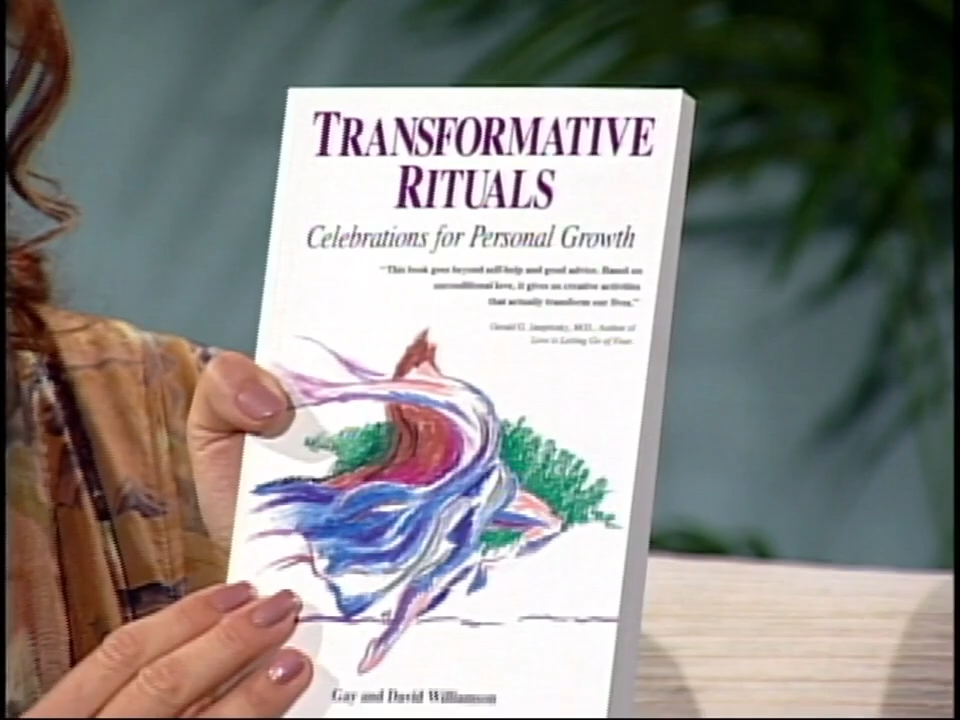 TRANSFORMATIVE
RITUALS
Celebrations for Personal Growth
"This book goes beyond self-help and good advice. Based on
unconditional love, it gives us creative activities
that actually transform our lives."
Gerald G. Jampolsky, M.D., Author of
Love is Letting Go of Fear.
Gay and David Williamson